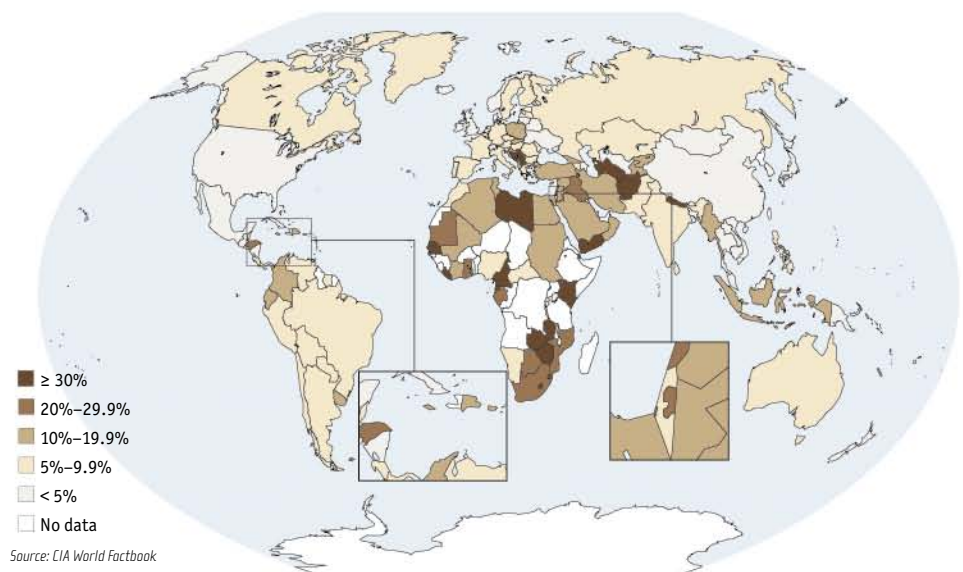 ≥ 30%
20%–29.9%
10%–19.9%
5%–9.9%
< 5%
No data
Source: CIA World Factbook